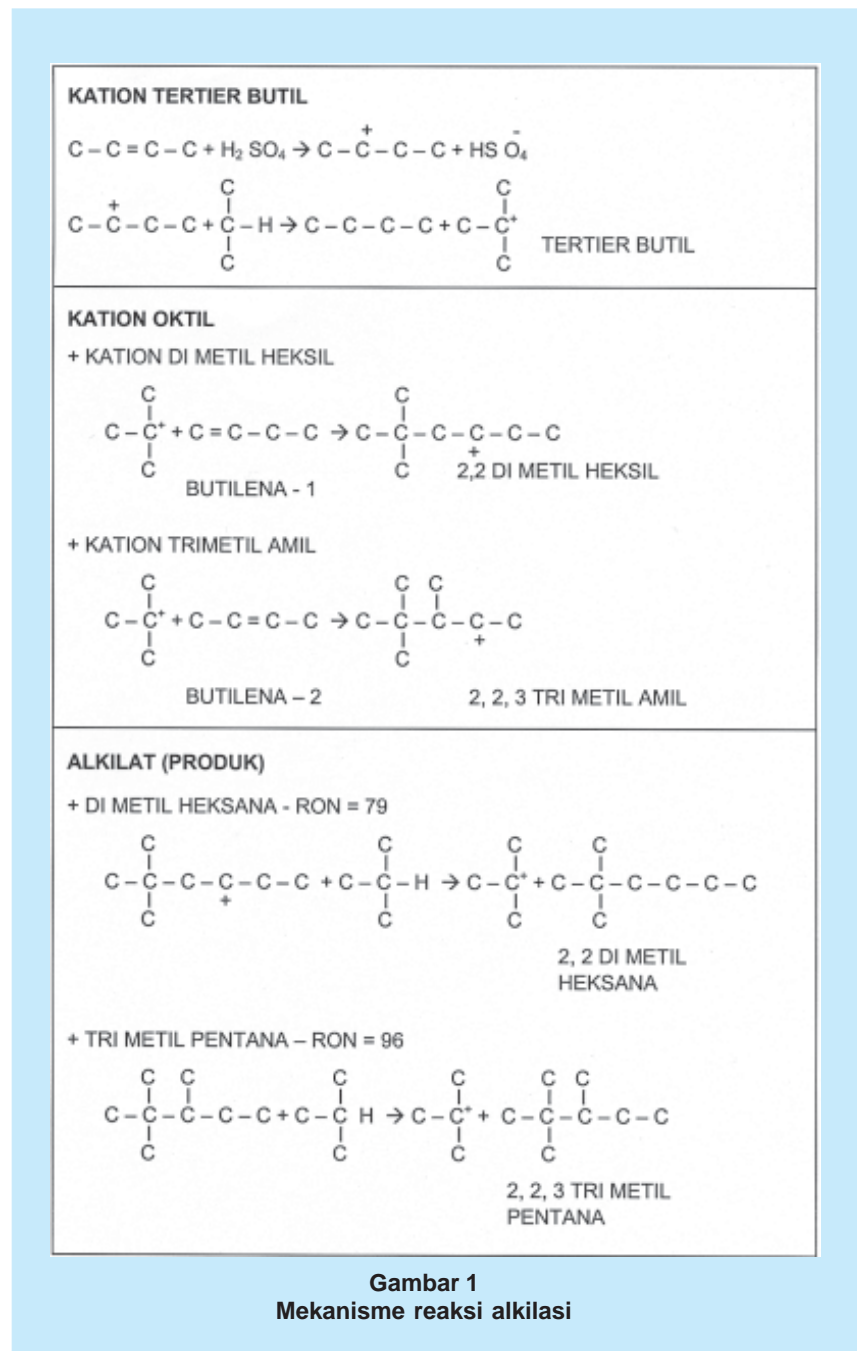 KATION TERTIER BUTIL
+ -
C – C = C – C + H₂ SO₄ → C – C – C – C + HS O₄
C C
| |
+
C – C – C – C + C – H → C – C – C – C + C – C⁺
| |
C C
TERTIER BUTIL
KATION OKTIL
+ KATION DI METIL HEKSIL
C C
| |
C – C⁺ + C = C – C – C → C – C – C – C – C – C
| | +
C C 2,2 DI METIL HEKSIL
BUTILENA - 1
+ KATION TRIMETIL AMIL
C C C
| | |
C – C⁺ + C – C = C – C → C – C – C – C – C
| | +
C C
BUTILENA – 2 2, 2, 3 TRI METIL AMIL
ALKILAT (PRODUK)
+ DI METIL HEKSANA - RON = 79
C C C C
| | | |
C – C – C – C – C – C + C – C – H → C – C⁺ + C – C – C – C – C – C
| + | | |
C C C C
2, 2 DI METIL
HEKSANA
+ TRI METIL PENTANA – RON = 96
C C C C C C
| | | | | |
C – C – C – C – C + C – C H → C – C⁺ + C – C – C – C – C
| | | |
C C C C
2, 2, 3 TRI METIL
PENTANA
Gambar 1
Mekanisme reaksi alkilasi